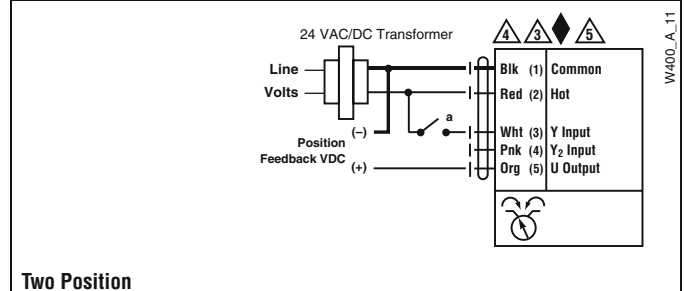 24 VAC/DC Transformer
Line
Volts
(–)
Position
Feedback VDC
(+)
a
4 3 5
Blk (1) Common
Red (2) Hot
Wht (3) Y Input
Pnk (4) Y₂ Input
Org (5) U Output
W400_A_11
Two Position